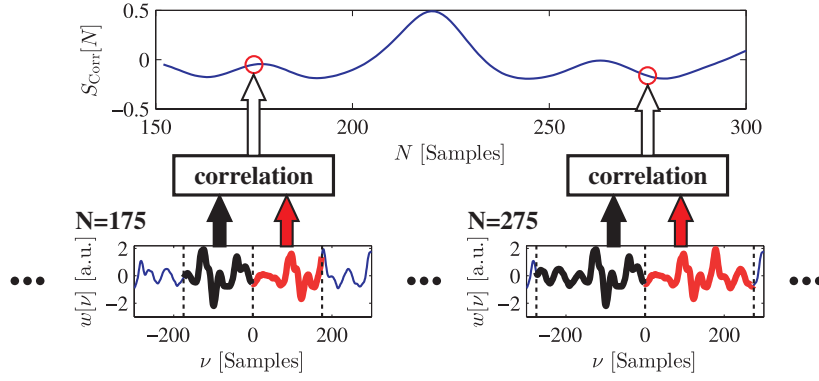 0.5
0
−0.5
S_Corr[N]
150 200 250 300
N [Samples]
correlation correlation
N=175 N=275
2
0
−2
w[ν] [a.u.]
−200 0 200
ν [Samples]
2
0
−2
w[ν] [a.u.]
−200 0 200
ν [Samples]